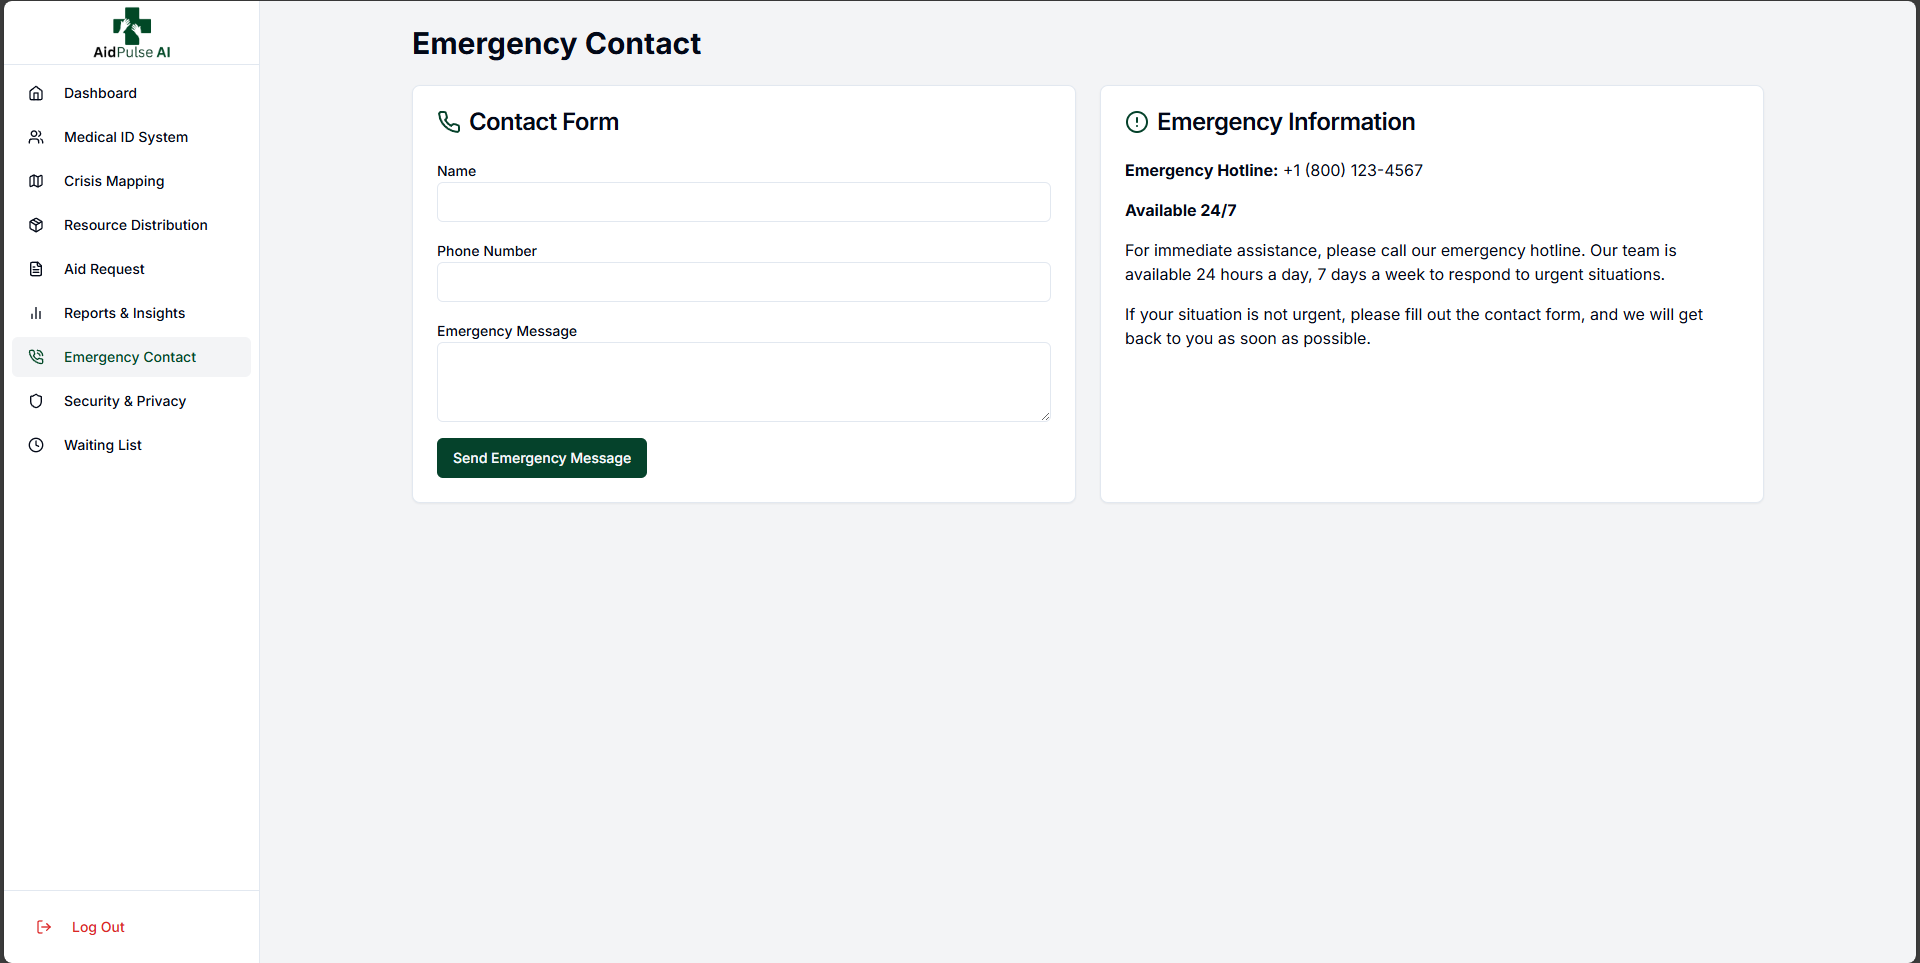 AidPulse AI
Dashboard
Medical ID System
Crisis Mapping
Resource Distribution
Aid Request
Reports & Insights
Emergency Contact
Security & Privacy
Waiting List
Log Out
Emergency Contact
Contact Form
Name
Phone Number
Emergency Message
Send Emergency Message
Emergency Information
Emergency Hotline: +1 (800) 123-4567
Available 24/7
For immediate assistance, please call our emergency hotline. Our team is
available 24 hours a day, 7 days a week to respond to urgent situations.
If your situation is not urgent, please fill out the contact form, and we will get
back to you as soon as possible.